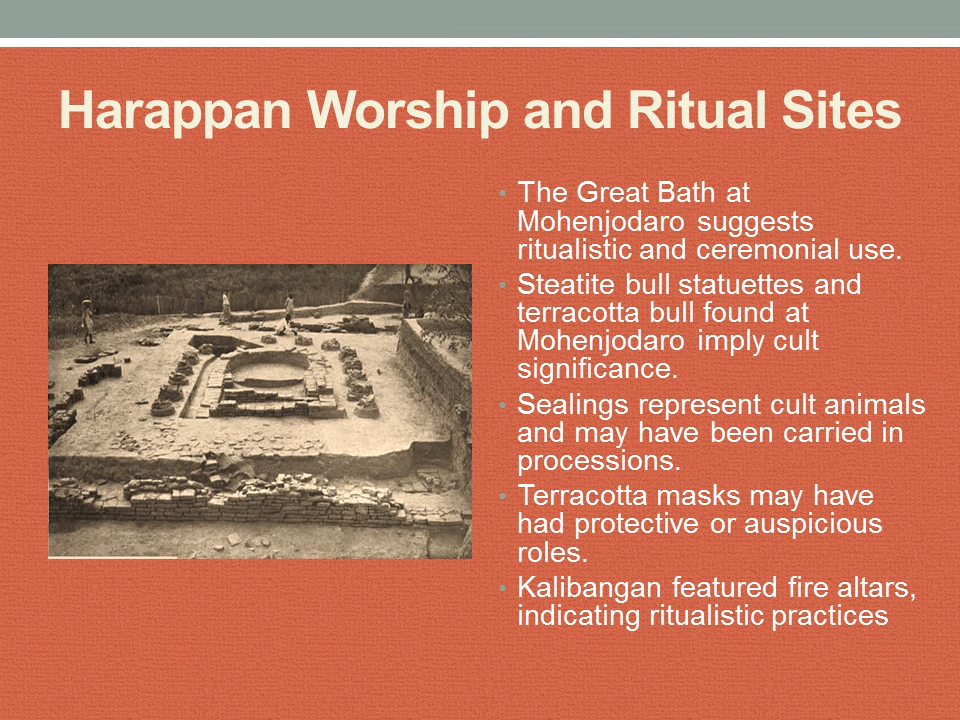 Harappan Worship and Ritual Sites
• The Great Bath at
Mohenjodaro suggests
ritualistic and ceremonial use.
• Steatite bull statuettes and
terracotta bull found at
Mohenjodaro imply cult
significance.
• Sealings represent cult animals
and may have been carried in
processions.
• Terracotta masks may have
had protective or auspicious
roles.
• Kalibangan featured fire altars,
indicating ritualistic practices